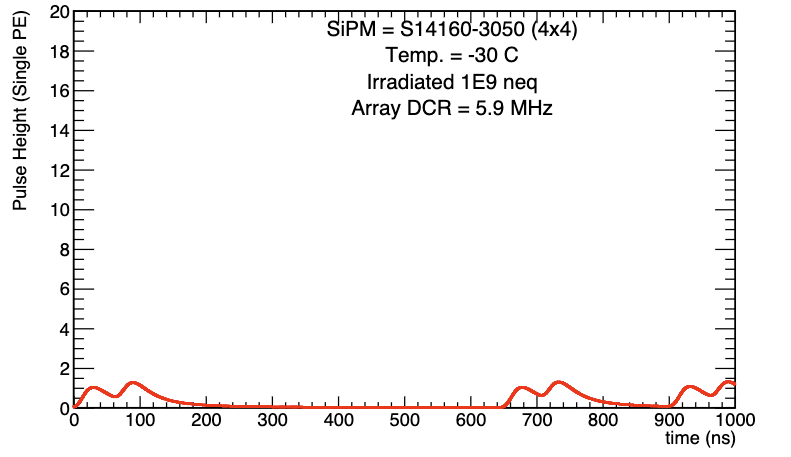 SiPM = S14160-3050 (4x4)
Temp. = -30 C
Irradiated 1E9 neq
Array DCR = 5.9 MHz
Pulse Height (Single PE)
20
18
16
14
12
10
8
6
4
2
0
0 100 200 300 400 500 600 700 800 900 1000
time (ns)